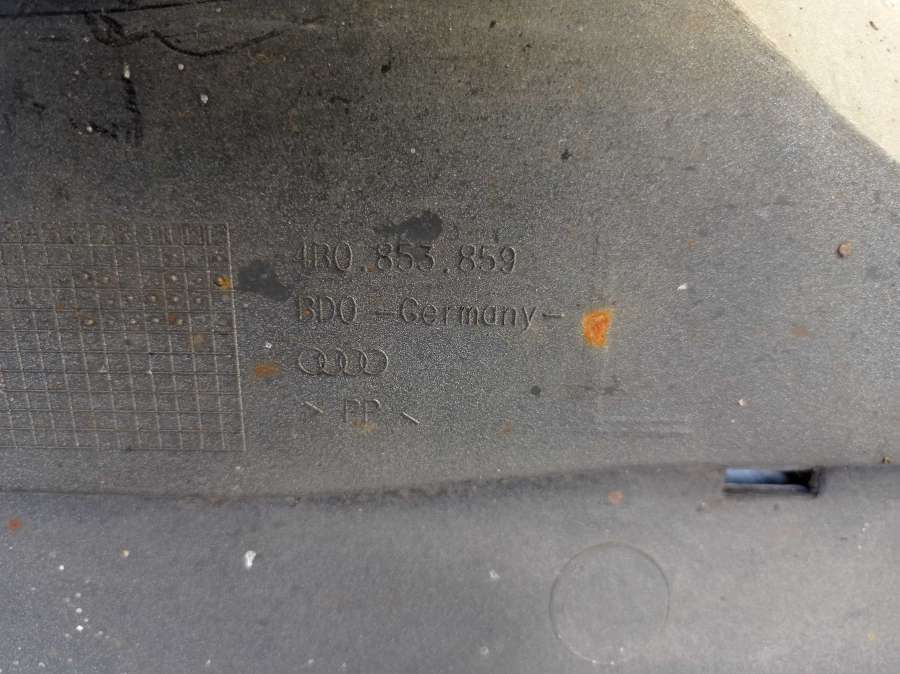 4B0.853.859
BDO -Germany-
> PP <